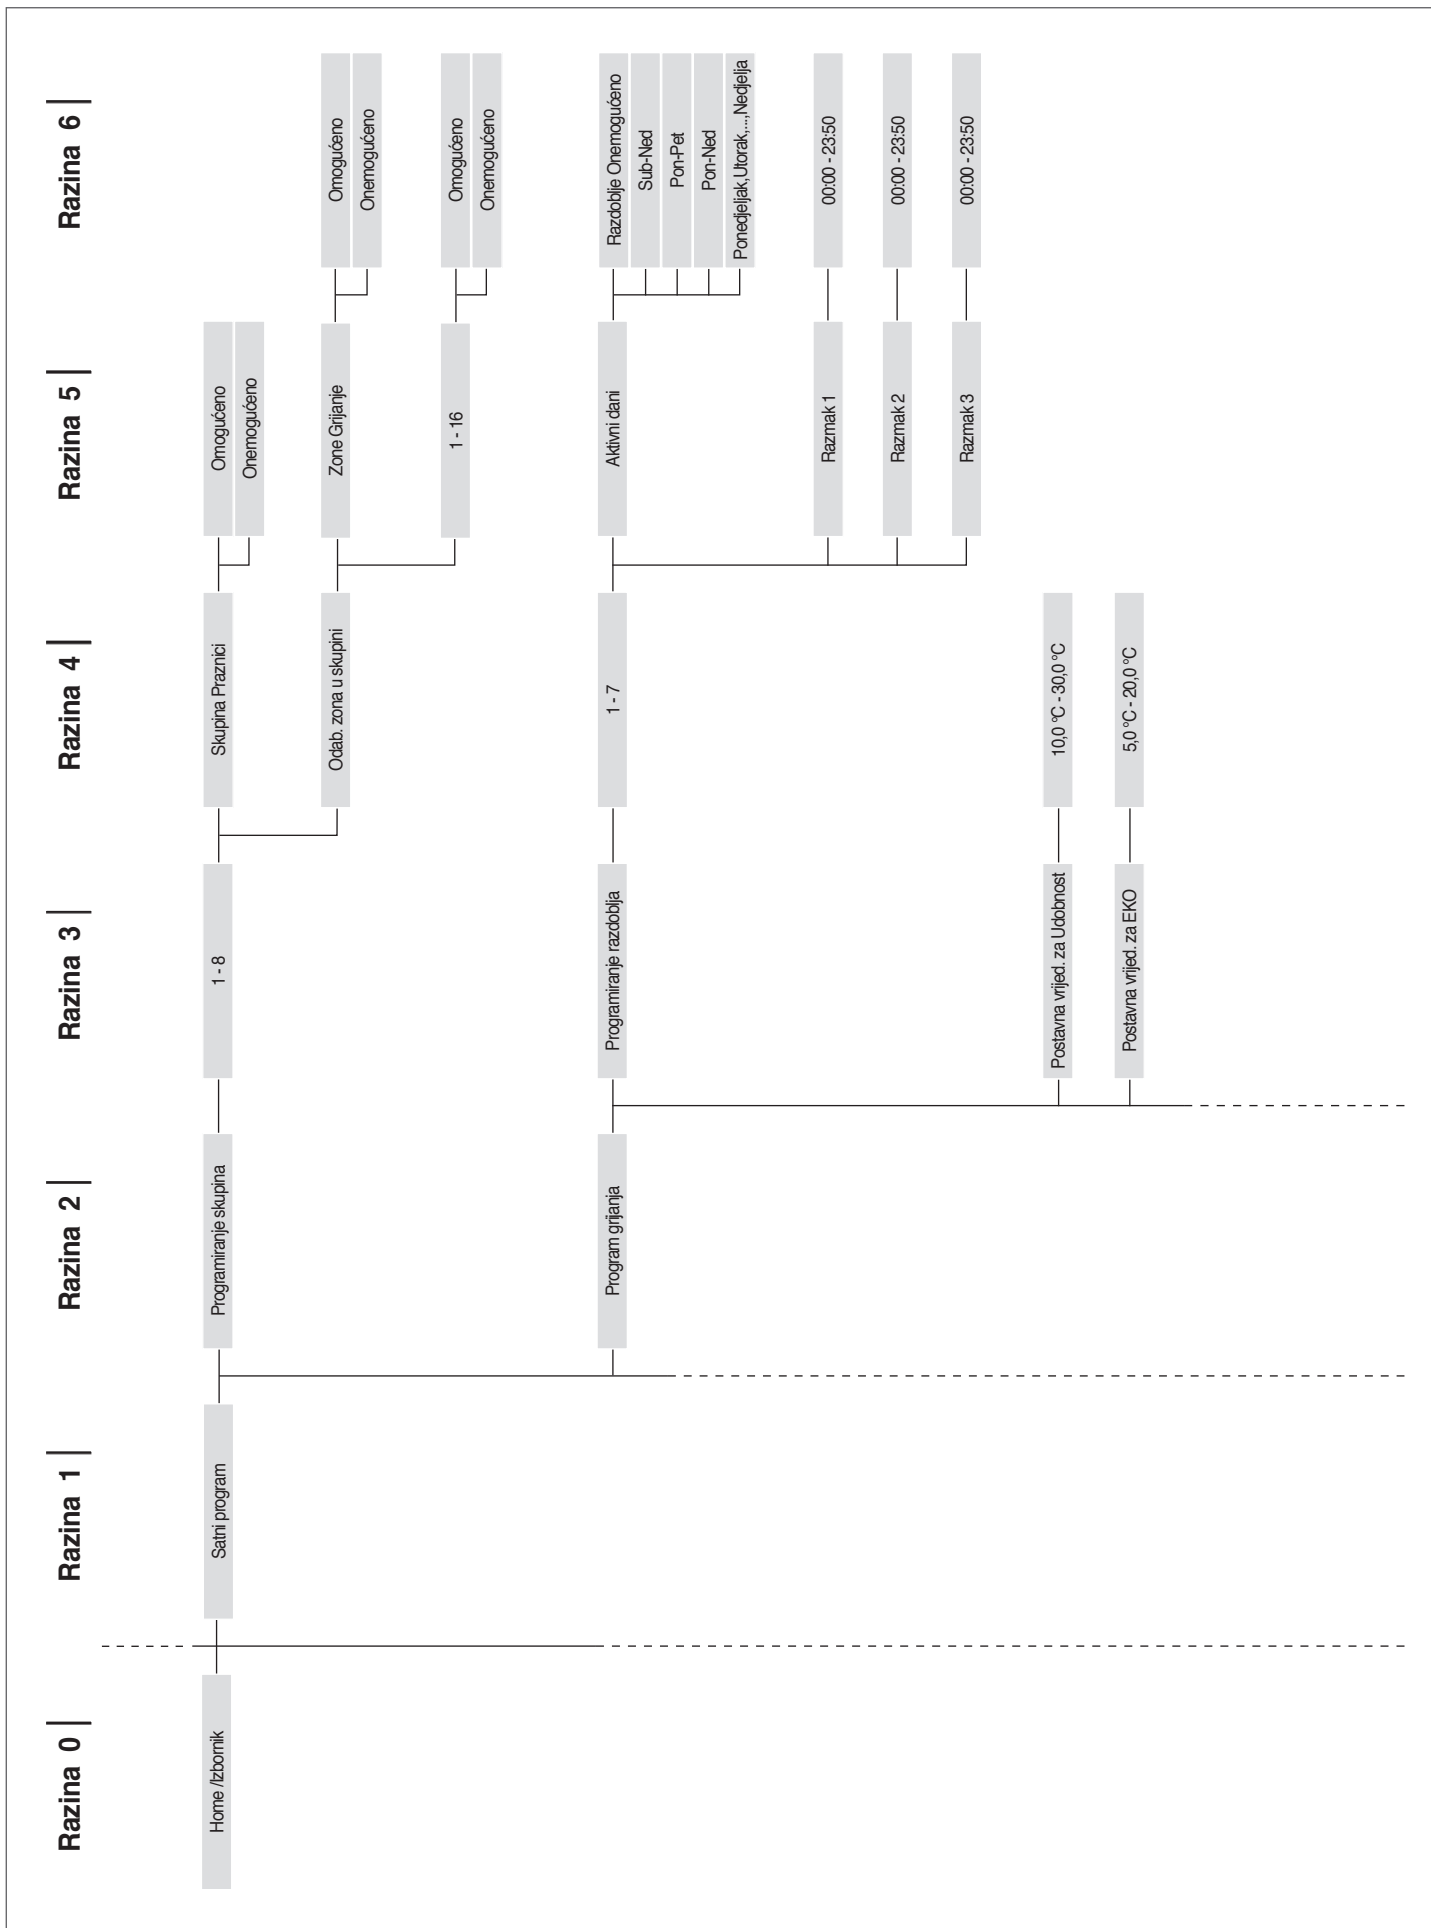 Razina 0
Razina 1
Razina 2
Razina 3
Razina 4
Razina 5
Razina 6
Home /Izbornik
Satni program
Programiranje skupina
1 - 8
Skupina Praznici
Omogućeno
Onemogućeno
Odab. zona u skupini
Zone Grijanje
Omogućeno
Onemogućeno
1 - 16
Omogućeno
Onemogućeno
Program grijanja
Programiranje razdoblja
1 - 7
Aktivni dani
Razdoblje Onemogućeno
Sub-Ned
Pon-Pet
Pon-Ned
Ponedjeljak,Utorak,...,Nedjelja
Razmak 1
00:00 - 23:50
Razmak 2
00:00 - 23:50
Razmak 3
00:00 - 23:50
Postavna vrijed. za Udobnost
10,0 °C - 30,0 °C
Postavna vrijed. za EKO
5,0 °C - 20,0 °C